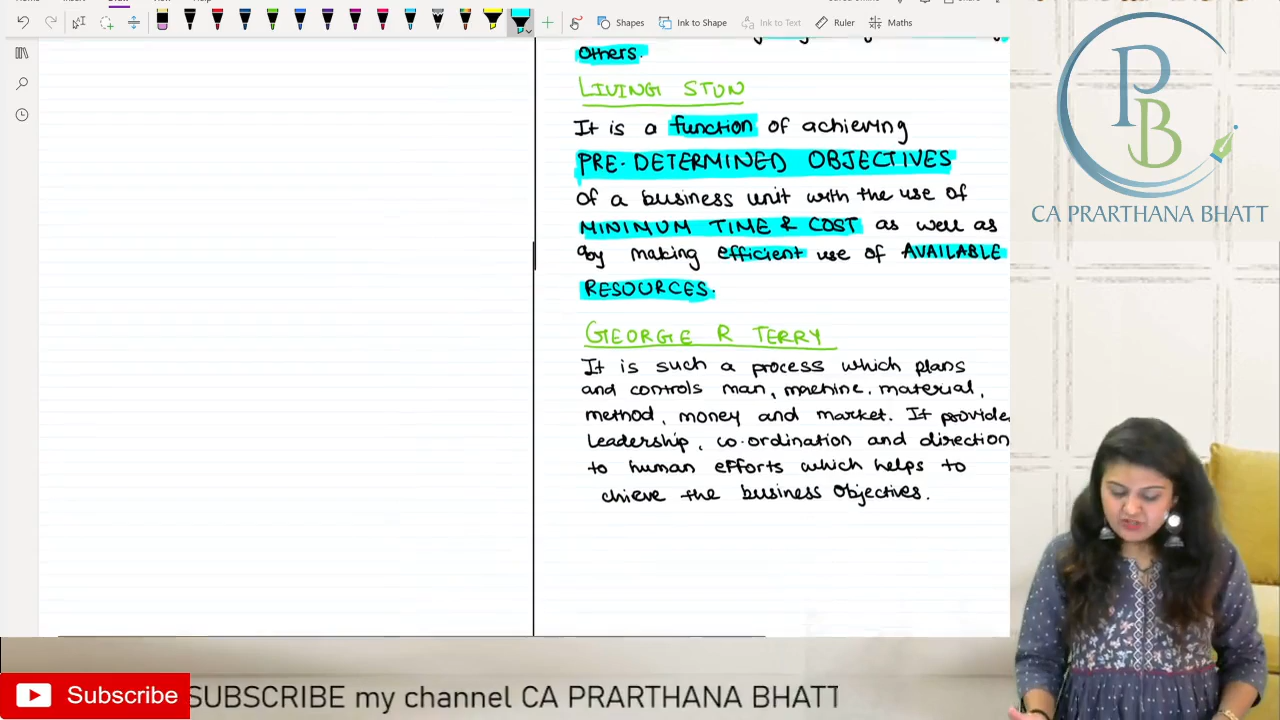 Shapes
Ink to Shape
Ink to Text
Ruler
Maths
others.
LIVING STON
It is a function of achieving
PRE-DETERMINED OBJECTIVES
of a business unit with the use of
MINIMUM TIME & COST as well as
by making efficient use of AVAILABLE
RESOURCES.
GEORGE R TERRY
It is such a process which plans
and controls man, machine, material,
method, money and market. It provide
leadership, co-ordination and direction
to human efforts which helps to
chieve the business Objectives.
PB
CA PRARTHANA BHATT
Subscribe
SUBSCRIBE my channel CA PRARTHANA BHATT